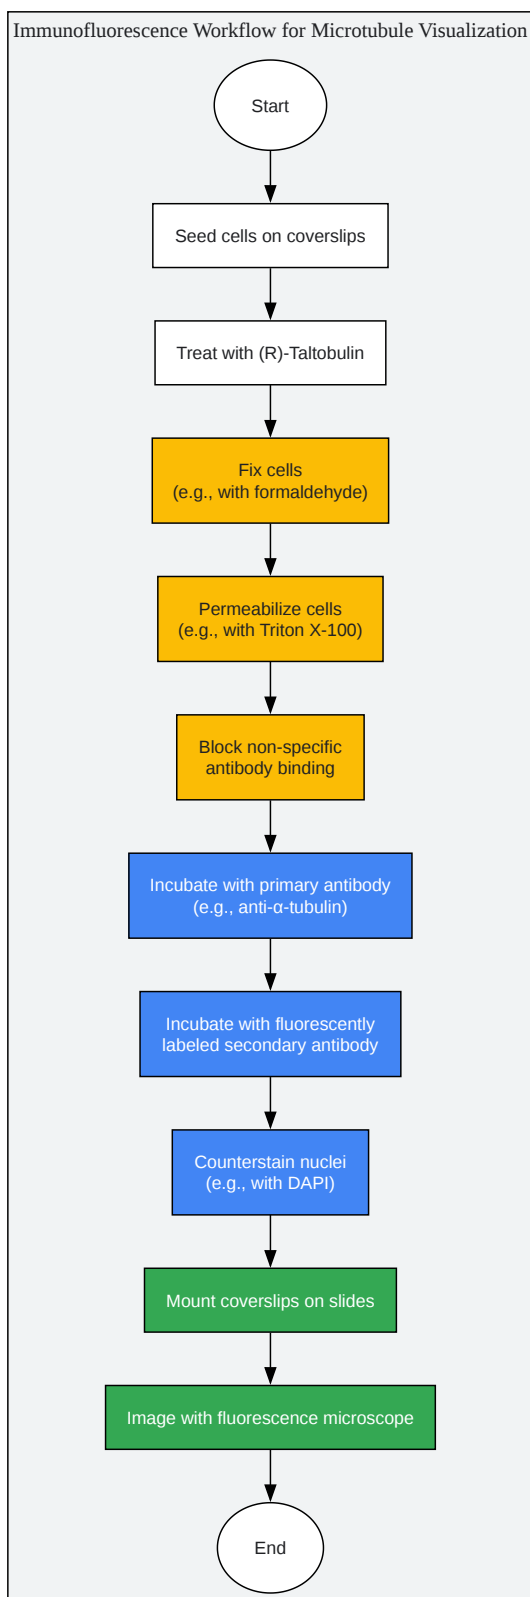 Immunofluorescence Workflow for Microtubule Visualization
Start
Seed cells on coverslips
Treat with (R)-Taltobulin
Fix cells
(e.g., with formaldehyde)
Permeabilize cells
(e.g., with Triton X-100)
Block non-specific
antibody binding
Incubate with primary antibody
(e.g., anti-α-tubulin)
Incubate with fluorescently
labeled secondary antibody
Counterstain nuclei
(e.g., with DAPI)
Mount coverslips on slides
Image with fluorescence microscope
End